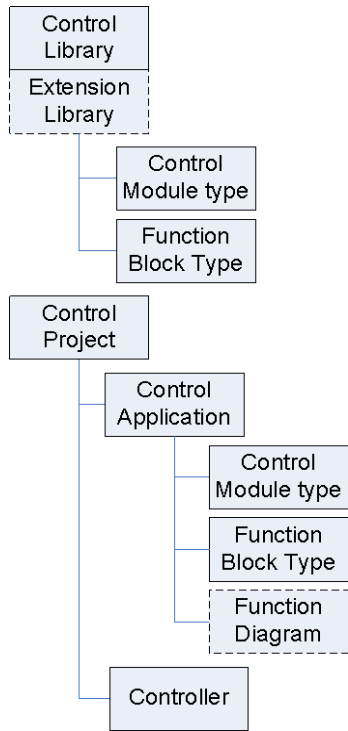 Control
Library
Extension
Library
Control
Module type
Function
Block Type
Control
Project
Control
Application
Control
Module type
Function
Block Type
Function
Diagram
Controller